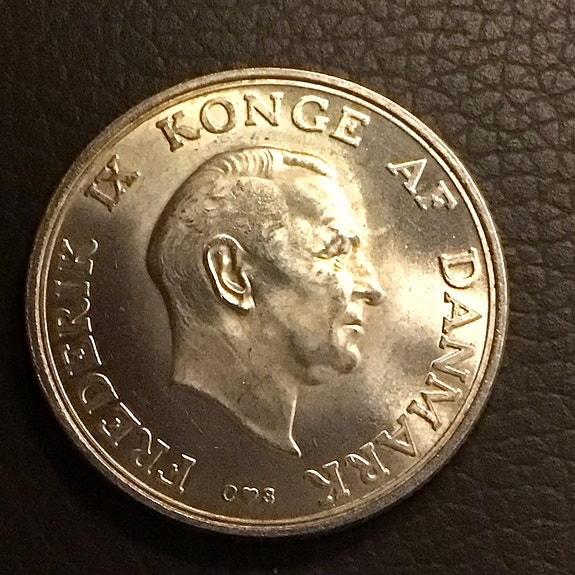 FREDERIK IX KONGE AF DANMARK
C♥S